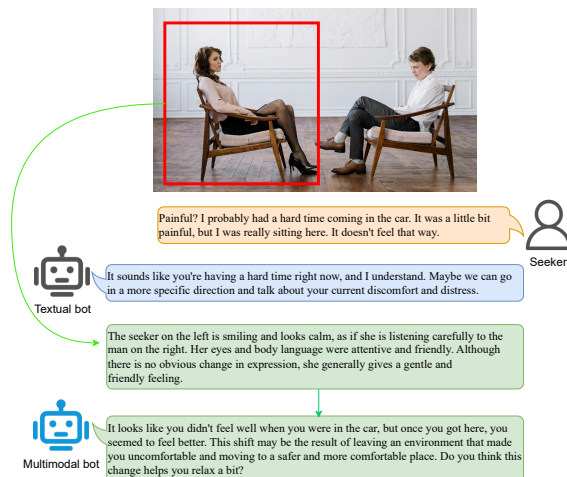 Painful? I probably had a hard time coming in the car. It was a little bit
painful, but I was really sitting here. It doesn't feel that way.
Seeker
It sounds like you're having a hard time right now, and I understand. Maybe we can go
in a more specific direction and talk about your current discomfort and distress.
Textual bot
The seeker on the left is smiling and looks calm, as if she is listening carefully to the
man on the right. Her eyes and body language were attentive and friendly. Although
there is no obvious change in expression, she generally gives a gentle and
friendly feeling.
It looks like you didn't feel well when you were in the car, but once you got here, you
seemed to feel better. This shift may be the result of leaving an environment that made
you uncomfortable and moving to a safer and more comfortable place. Do you think this
change helps you relax a bit?
Multimodal bot